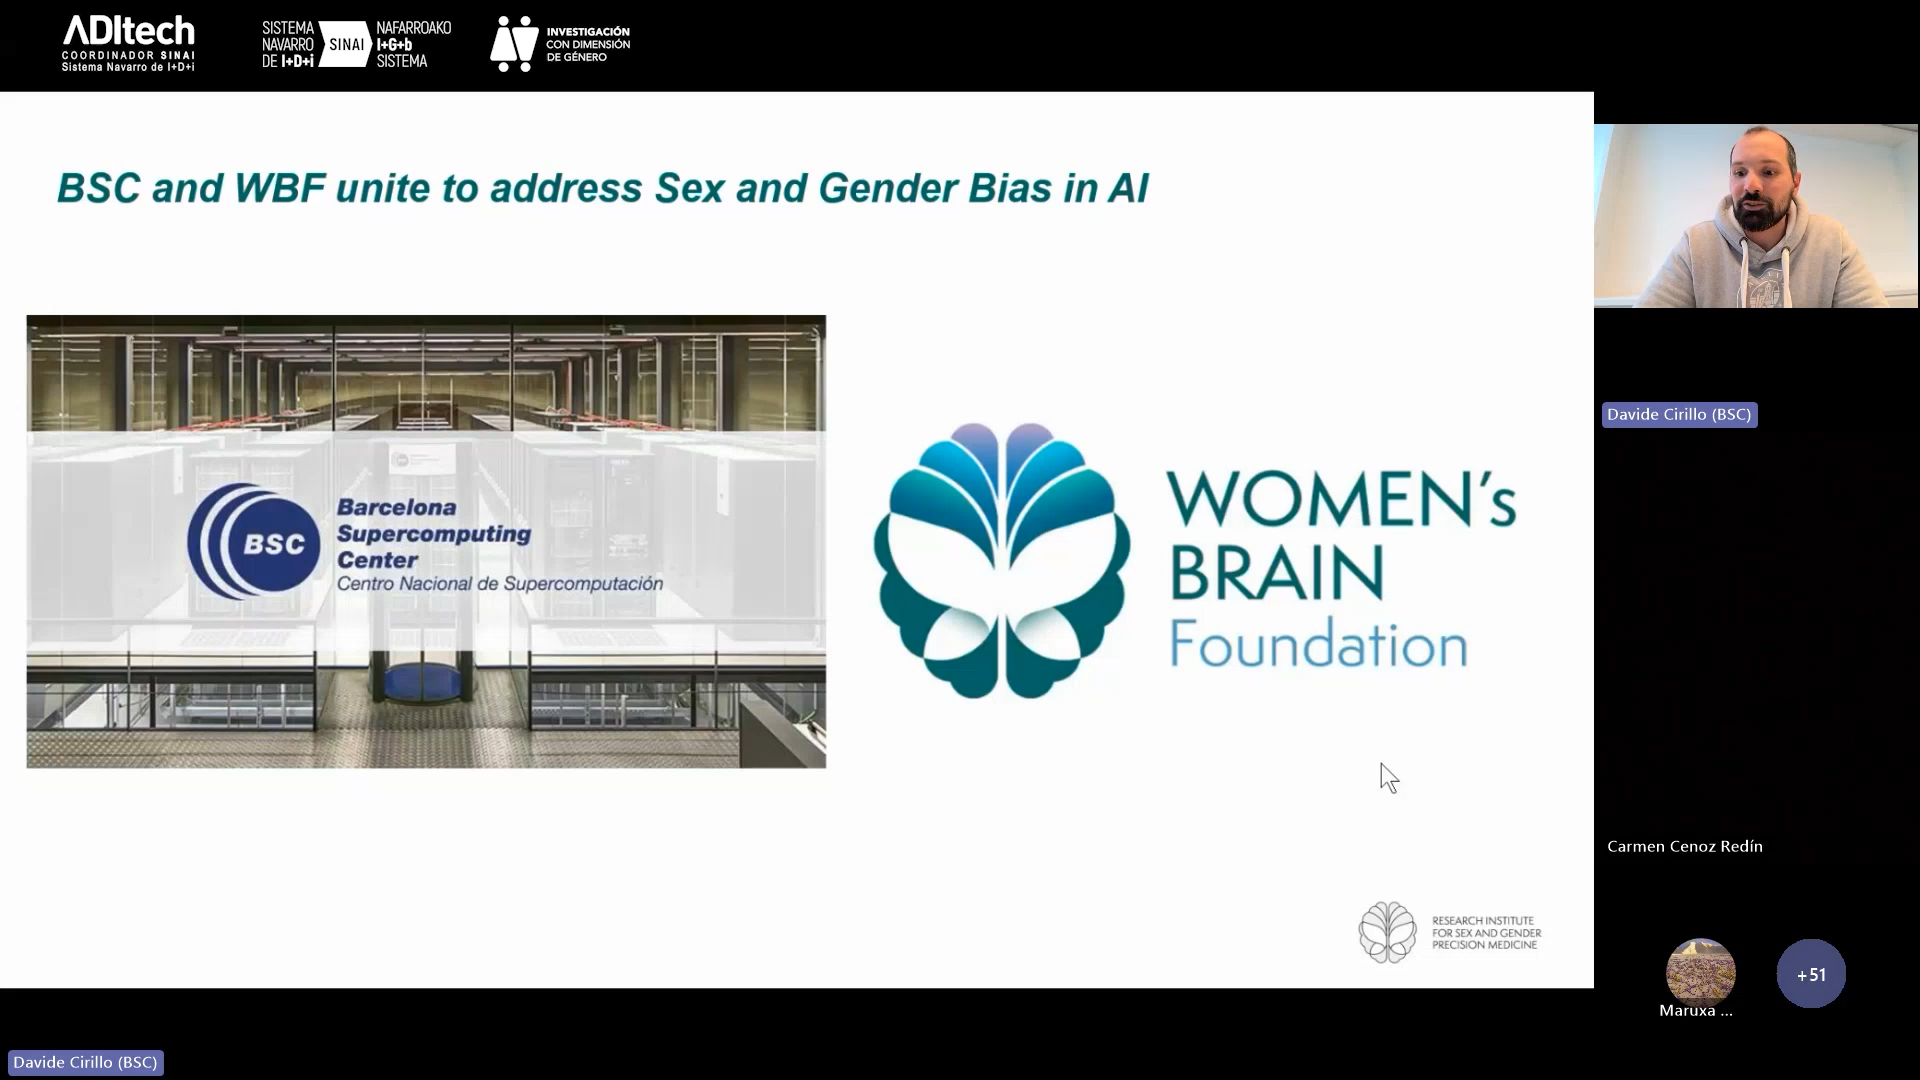 ADItech
COORDINADOR SINAI
Sistema Navarro de I+D+i
SISTEMA
NAVARRO
DE I+D+i
SINAI
NAFARROAKO
I+G+b
SISTEMA
INVESTIGACIÓN
CON DIMENSIÓN
DE GÉNERO
BSC and WBF unite to address Sex and Gender Bias in AI
BSC
Barcelona
Supercomputing
Center
Centro Nacional de Supercomputación
WOMEN's
BRAIN
Foundation
RESEARCH INSTITUTE
FOR SEX AND GENDER
PRECISION MEDICINE
Davide Cirillo (BSC)
Carmen Cenoz Redín
Maruxa ...
+51
Davide Cirillo (BSC)